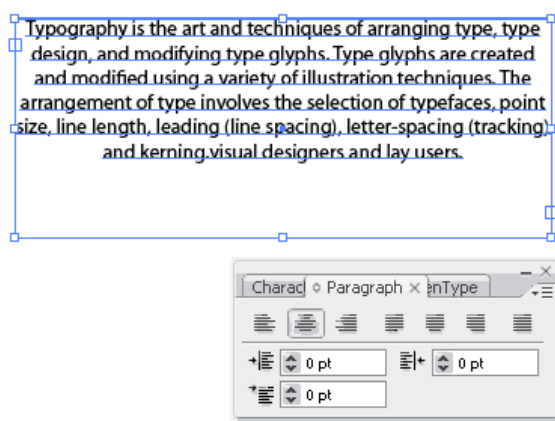 Typography is the art and techniques of arranging type, type
design, and modifying type glyphs. Type glyphs are created
and modified using a variety of illustration techniques. The
arrangement of type involves the selection of typefaces, point
size, line length, leading (line spacing), letter-spacing (tracking)
and kerning.visual designers and lay users.
Paragraph
0 pt 0 pt
0 pt